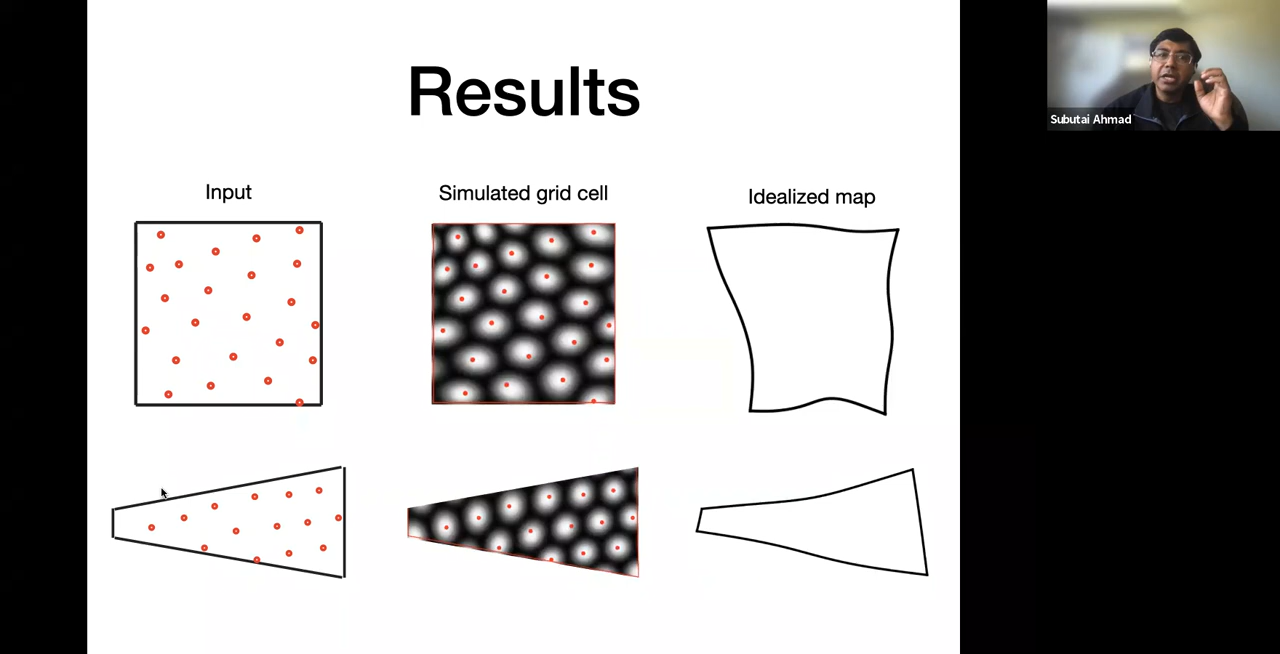 Results
Input
Simulated grid cell
Idealized map
Subutai Ahmad